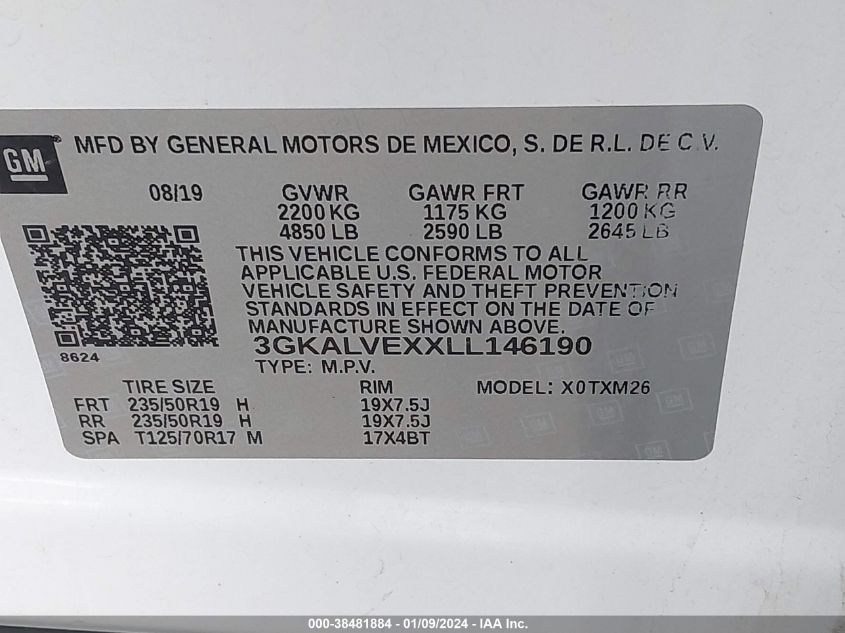 GM ® MFD BY GENERAL MOTORS DE MEXICO, S. DE R.L. DE C.V.
08/19 GVWR GAWR FRT GAWR RR
2200 KG 1175 KG 1200 KG
4850 LB 2590 LB 2645 LB
THIS VEHICLE CONFORMS TO ALL
APPLICABLE U.S. FEDERAL MOTOR
VEHICLE SAFETY AND THEFT PREVENTION
STANDARDS IN EFFECT ON THE DATE OF
MANUFACTURE SHOWN ABOVE.
8624 3GKALVEXXLL146190
TYPE: M.P.V.
TIRE SIZE RIM MODEL: X0TXM26
FRT 235/50R19 H 19X7.5J
RR 235/50R19 H 19X7.5J
SPA T125/70R17 M 17X4BT
000-38481884 - 01/09/2024 - IAA Inc.